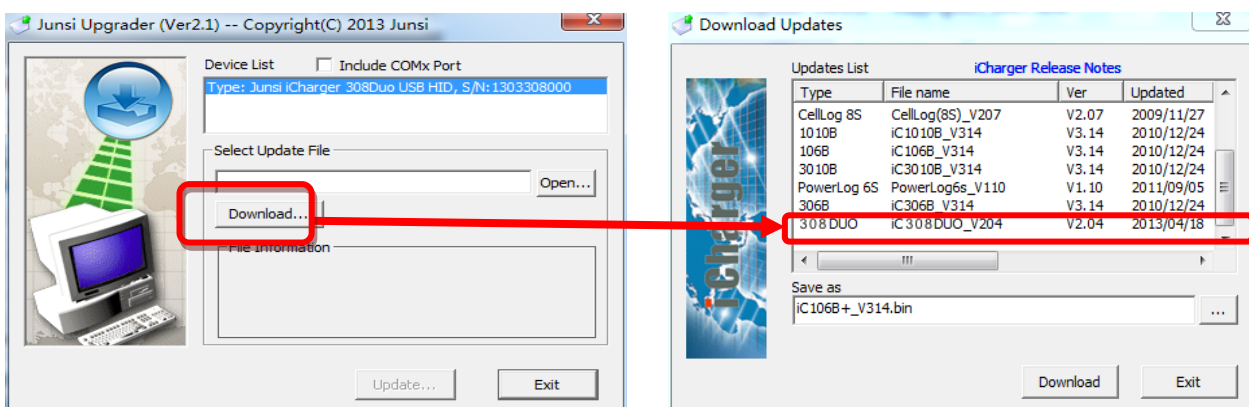 Junsi Upgrader (Ver2.1) -- Copyright(C) 2013 Junsi
Device List Include COMx Port
Type: Junsi iCharger 308Duo USB HID, S/N:1303308000
Select Update File
Open...
Download...
File Information
Update... Exit
Download Updates
iCharger
Updates List iCharger Release Notes
Type File name Ver Updated
CellLog 8S CellLog(8S)_V207 V2.07 2009/11/27
1010B iC1010B_V314 V3.14 2010/12/24
106B iC106B_V314 V3.14 2010/12/24
3010B iC3010B_V314 V3.14 2010/12/24
PowerLog 6S PowerLog6s_V110 V1.10 2011/09/05
306B iC306B_V314 V3.14 2010/12/24
308DUO iC308DUO_V204 V2.04 2013/04/18
Save as
iC106B+_V314.bin ...
Download Exit